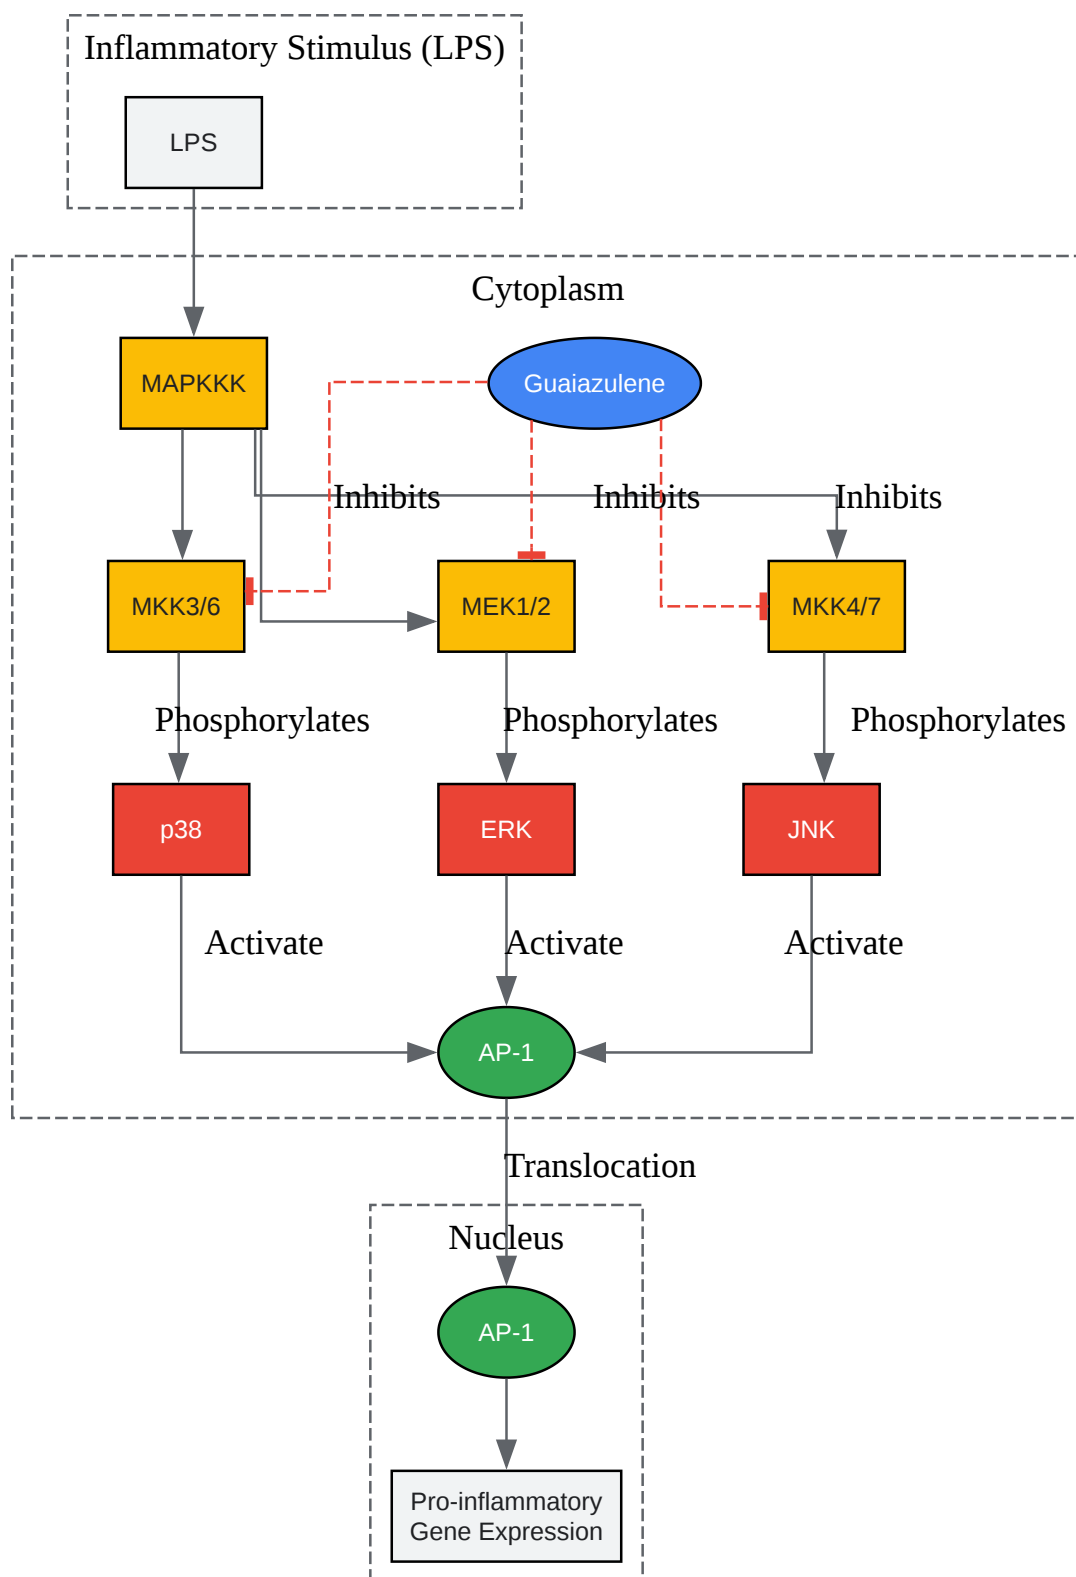 Inflammatory Stimulus (LPS)
LPS
Cytoplasm
MAPKKK
Guaiazulene
Inhibits
Inhibits
Inhibits
MKK3/6
MEK1/2
MKK4/7
Phosphorylates
Phosphorylates
Phosphorylates
p38
ERK
JNK
Activate
Activate
Activate
AP-1
Translocation
Nucleus
AP-1
Pro-inflammatory
Gene Expression